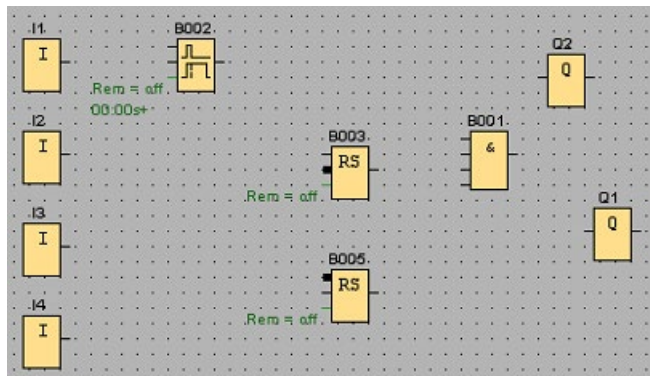 I1
I
B002
Rem = off
00:00s+
Q2
Q
I2
I
B003
RS
Rem = off
B001
&
I3
I
Q1
Q
B005
RS
Rem = off
I4
I